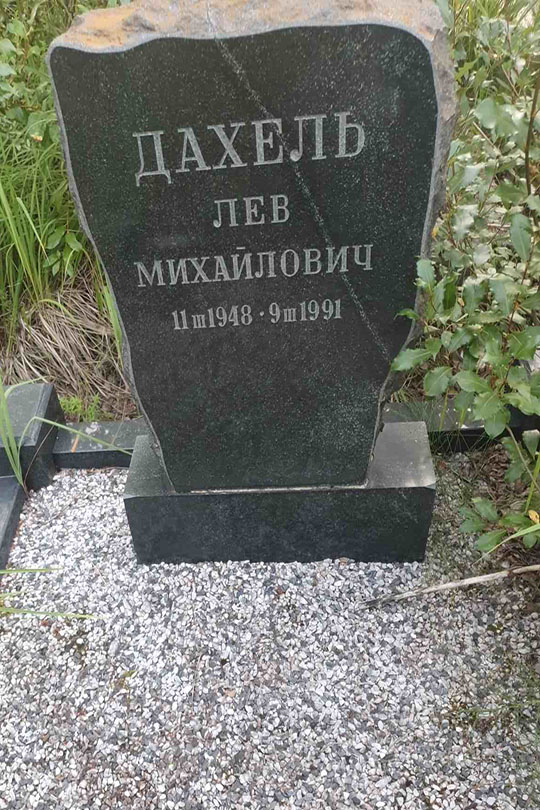 ДАХЕЛЬ
ЛЕВ
МИХАЙЛОВИЧ
11 III 1948 · 9 III 1991